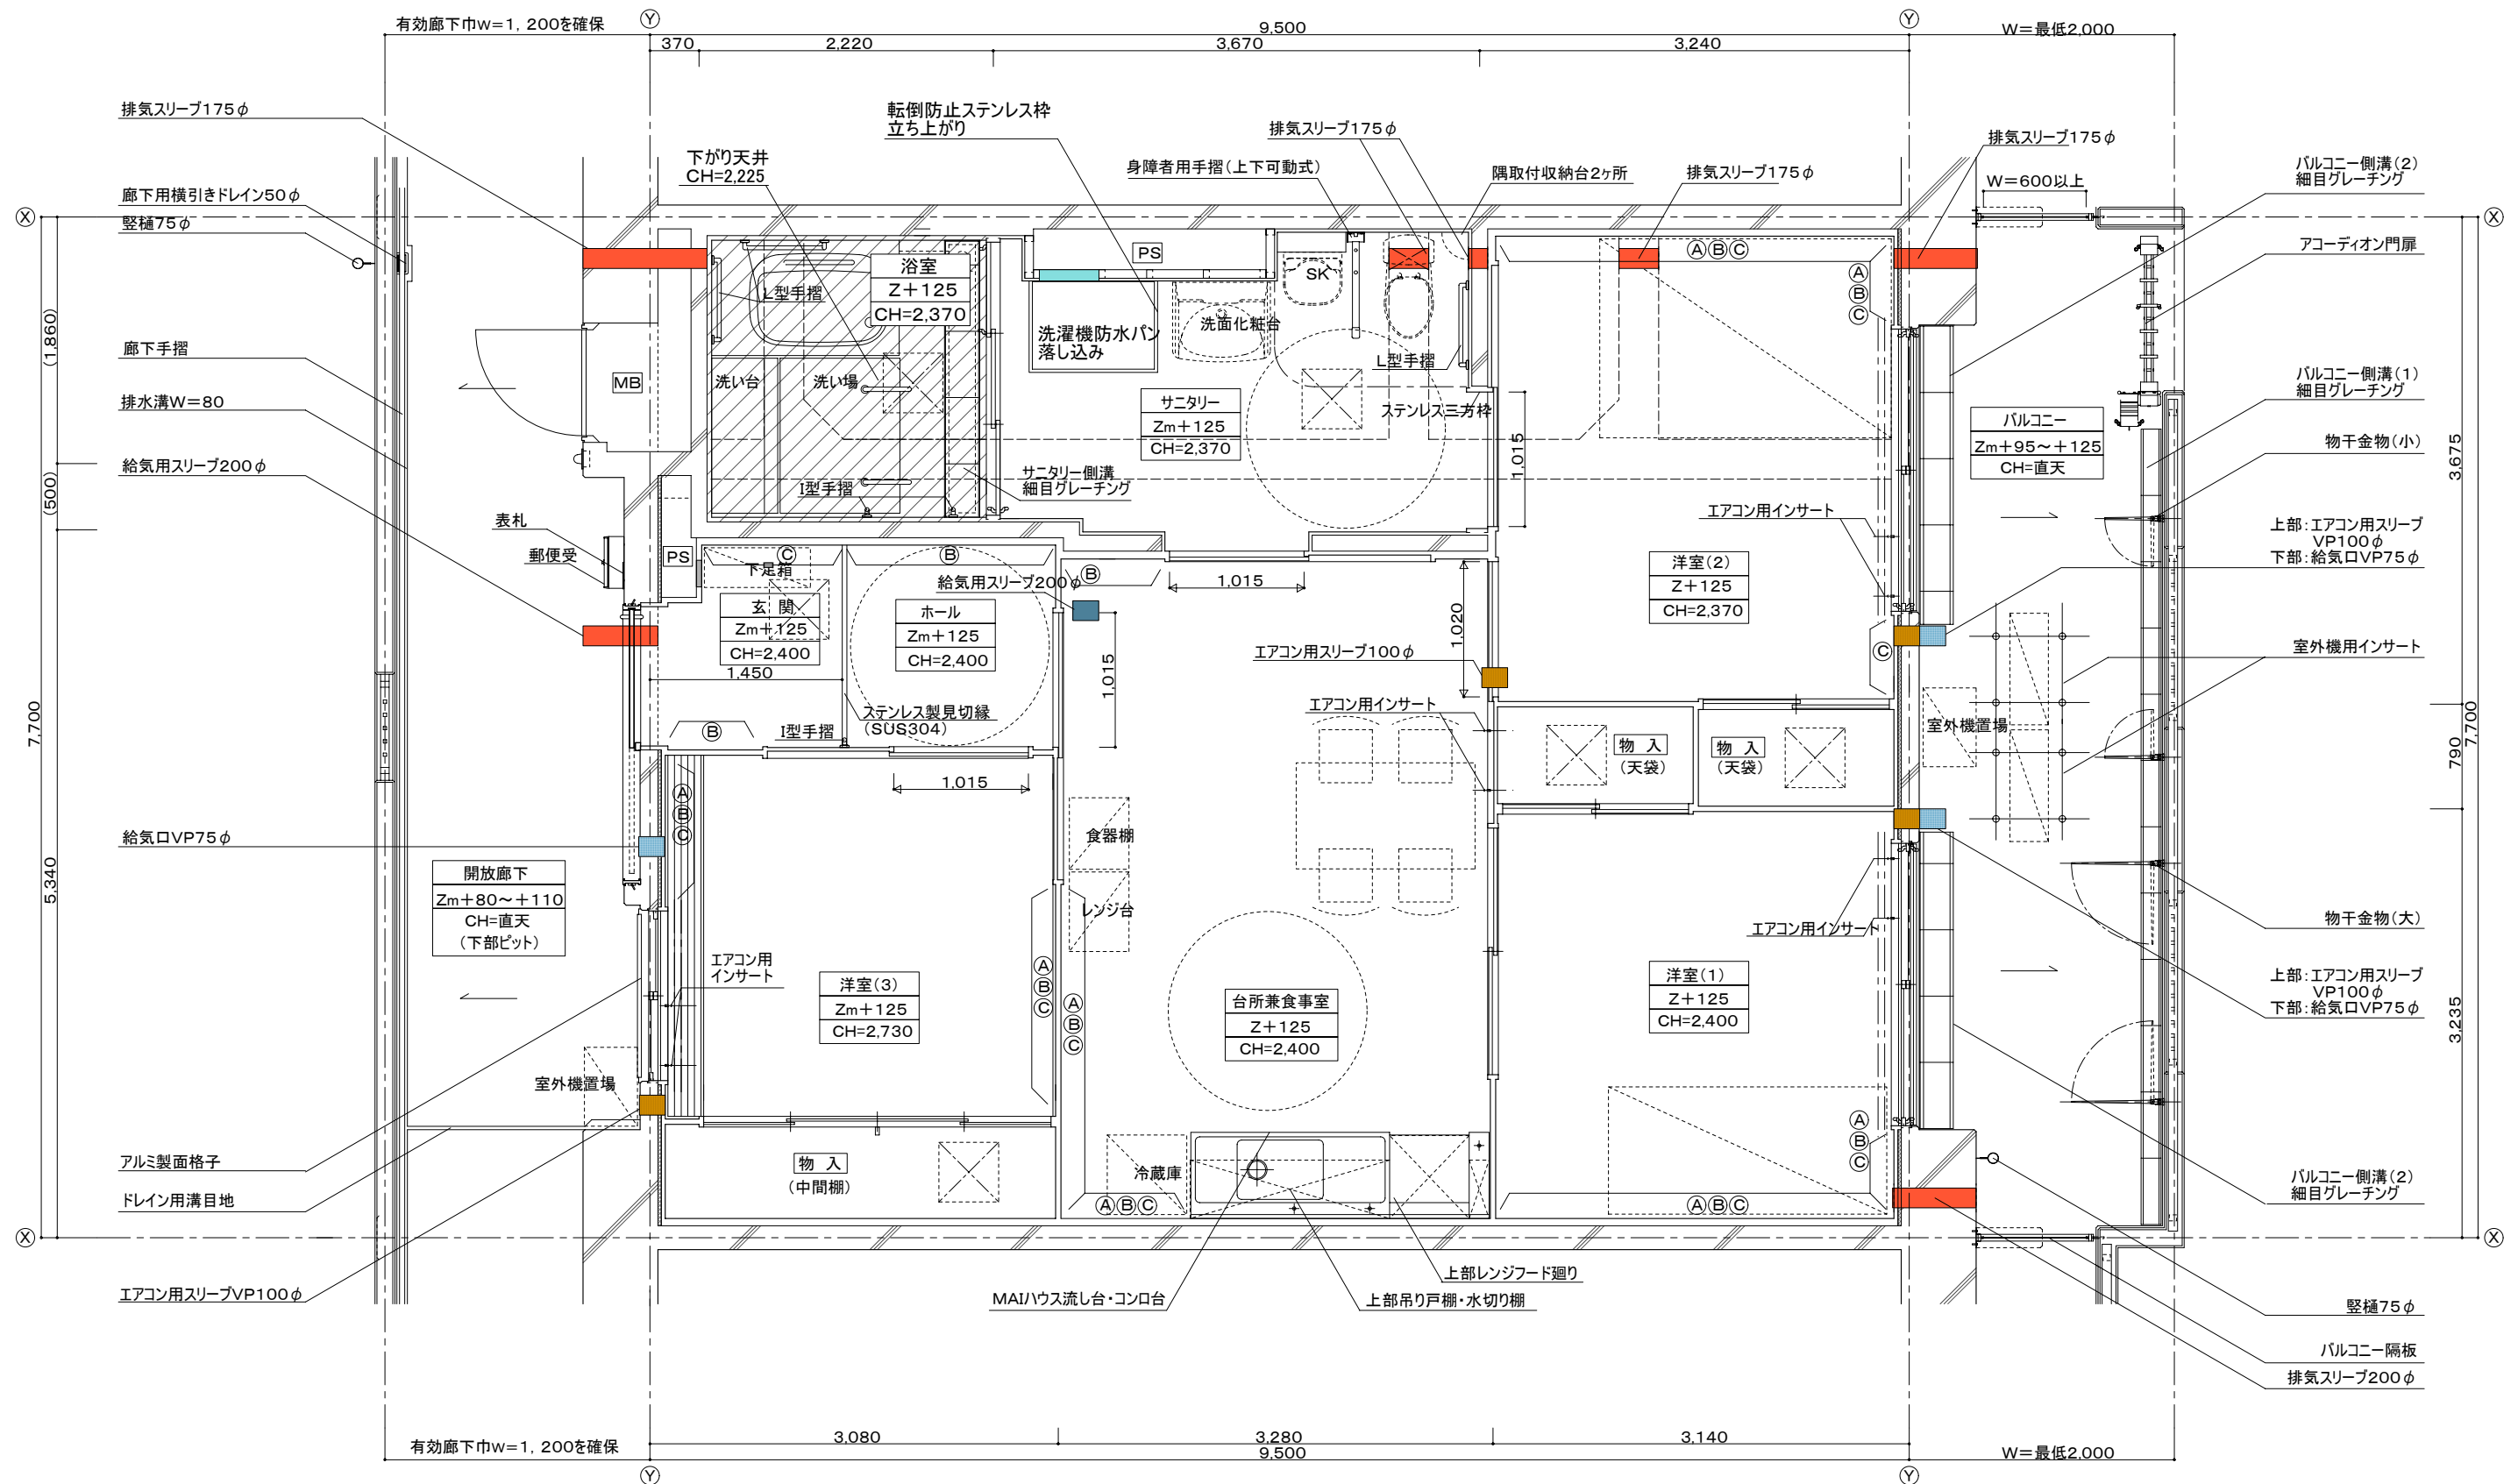 有効廊下巾w=1,200を確保
Ⓨ
9,500
Ⓨ
W=最低2,000
370
2,220
3,670
3,240
排気スリーブ175φ
転倒防止ステンレス枠
立ち上がり
排気スリーブ175φ
排気スリーブ175φ
下がり天井
CH=2,225
身障者用手摺(上下可動式)
隅取付収納台2ヶ所
排気スリーブ175φ
バルコニー側溝(2)
細目グレーチング
W=600以上
廊下用横引きドレイン50φ
竪樋75φ
Ⓧ
Ⓧ
アコーディオン門扉
PS
浴室
Z+125
CH=2,370
L型手摺
SK
洗面化粧台
洗濯機防水パン
落し込み
L型手摺
ⒶⒷⒸ
Ⓐ
Ⓑ
Ⓒ
(1,860)
廊下手摺
MB
洗い台
洗い場
サニタリー
Zm+125
CH=2,370
ステンレス三方枠
1,015
バルコニー
Zm+95~+125
CH=直天
バルコニー側溝(1)
細目グレーチング
排水溝W=80
物干金物(小)
3,675
給気用スリーブ200φ
(500)
I型手摺
サニタリー側溝
細目グレーチング
エアコン用インサート
表札
郵便受
PS
上部:エアコン用スリーブ
VP100φ
下部:給気口VP75φ
Ⓒ
下足箱
Ⓑ
給気用スリーブ200φ
Ⓑ
1,015
洋室(2)
Z+125
CH=2,370
玄 関
Zm+125
CH=2,400
ホール
Zm+125
CH=2,400
1,020
1,450
1,015
エアコン用スリーブ100φ
Ⓒ
室外機用インサート
ステンレス製見切縁
(SUS304)
Ⓑ
I型手摺
エアコン用インサート
物 入
(天袋)
物 入
(天袋)
室外機置場
7,700
790
7,700
1,015
Ⓐ
Ⓑ
Ⓒ
食器棚
給気口VP75φ
5,340
開放廊下
Zm+80~+110
CH=直天
(下部ピット)
レンジ台
エアコン用インサート
物干金物(大)
エアコン用
インサート
洋室(3)
Zm+125
CH=2,730
Ⓐ
Ⓑ
Ⓒ
Ⓐ
Ⓑ
Ⓒ
台所兼食事室
Z+125
CH=2,400
洋室(1)
Z+125
CH=2,400
上部:エアコン用スリーブ
VP100φ
下部:給気口VP75φ
3,235
室外機置場
Ⓐ
Ⓑ
Ⓒ
アルミ製面格子
物 入
(中間棚)
冷蔵庫
ⒶⒷⒸ
ⒶⒷⒸ
バルコニー側溝(2)
細目グレーチング
ドレイン用溝目地
Ⓧ
Ⓧ
エアコン用スリーブVP100φ
上部レンジフード廻り
MAIハウス流し台・コンロ台
上部吊り戸棚・水切り棚
竪樋75φ
バルコニー隔板
排気スリーブ200φ
有効廊下巾w=1,200を確保
3,080
3,280
3,140
9,500
W=最低2,000
Ⓨ
Ⓨ